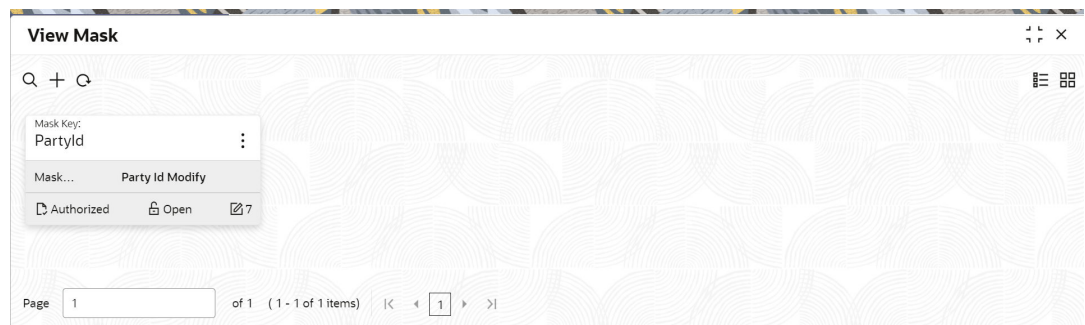 View Mask
Mask Key:
PartyId
Mask... Party Id Modify
Authorized Open 7
Page 1 of 1 (1 - 1 of 1 items) 1